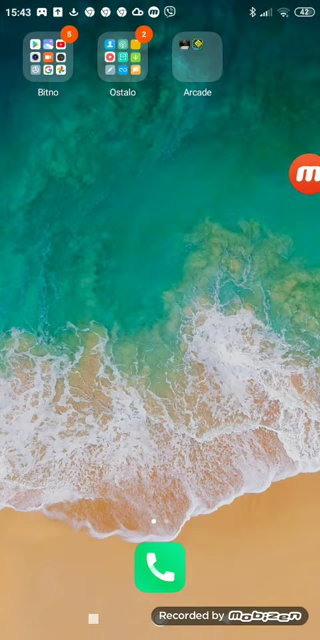 15:43
42
5
2
Bitno
Ostalo
Arcade
m
Recorded by mobizen